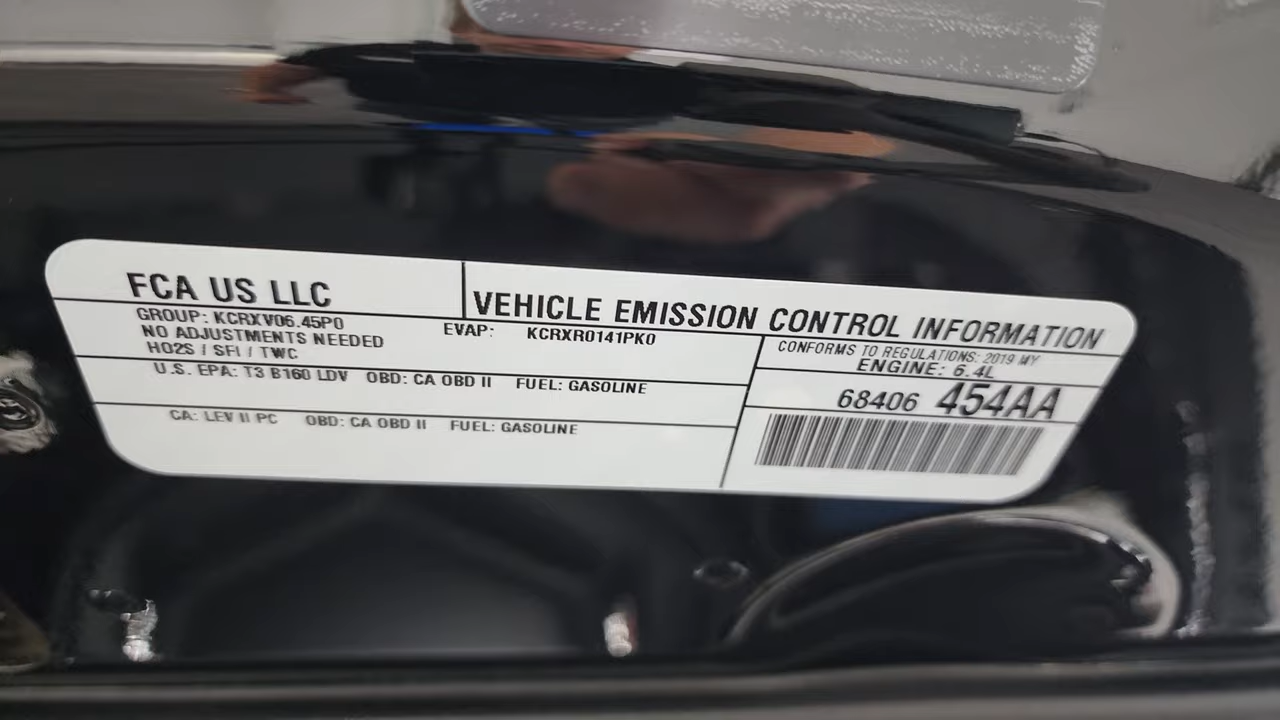 FCA US LLC
VEHICLE EMISSION CONTROL INFORMATION
GROUP: KCRXV06.45P0
EVAP: KCRXR0141PK0
NO ADJUSTMENTS NEEDED
HO2S / SFI / TWC
CONFORMS TO REGULATIONS: 2019 MY
ENGINE: 6.4L
U.S. EPA: T3 B160 LDV OBD: CA OBD II FUEL: GASOLINE
68406 454AA
CA: LEV II PC OBD: CA OBD II FUEL: GASOLINE